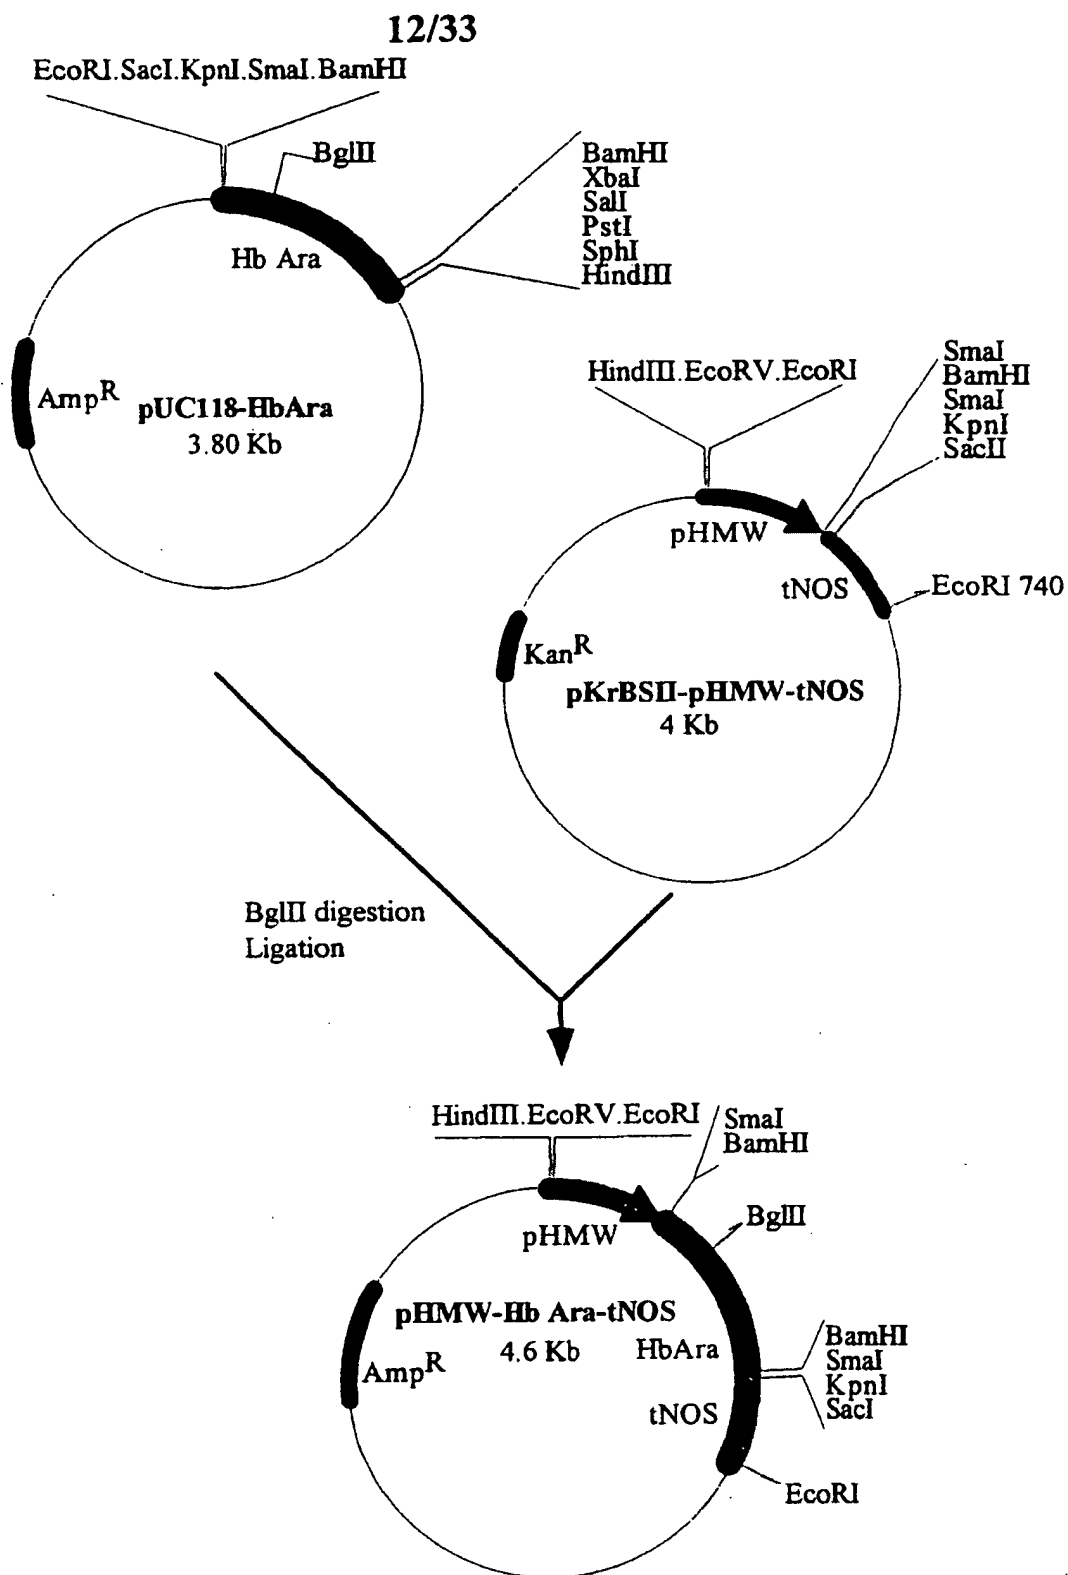 12/33
EcoRI.SacI.KpnI.SmaI.BamHI
BglII
BamHI
XbaI
SalI
PstI
SphI
HindIII
Hb Ara
AmpR
pUC118-HbAra
3.80 Kb
HindIII.EcoRV.EcoRI
SmaI
BamHI
SmaI
KpnI
SacII
pHMW
tNOS
EcoRI 740
KanR
pKrBSII-pHMW-tNOS
4 Kb
BglII digestion
Ligation
HindIII.EcoRV.EcoRI
SmaI
BamHI
BglII
pHMW
pHMW-Hb Ara-tNOS
4.6 Kb
HbAra
AmpR
BamHI
SmaI
KpnI
SacI
tNOS
EcoRI